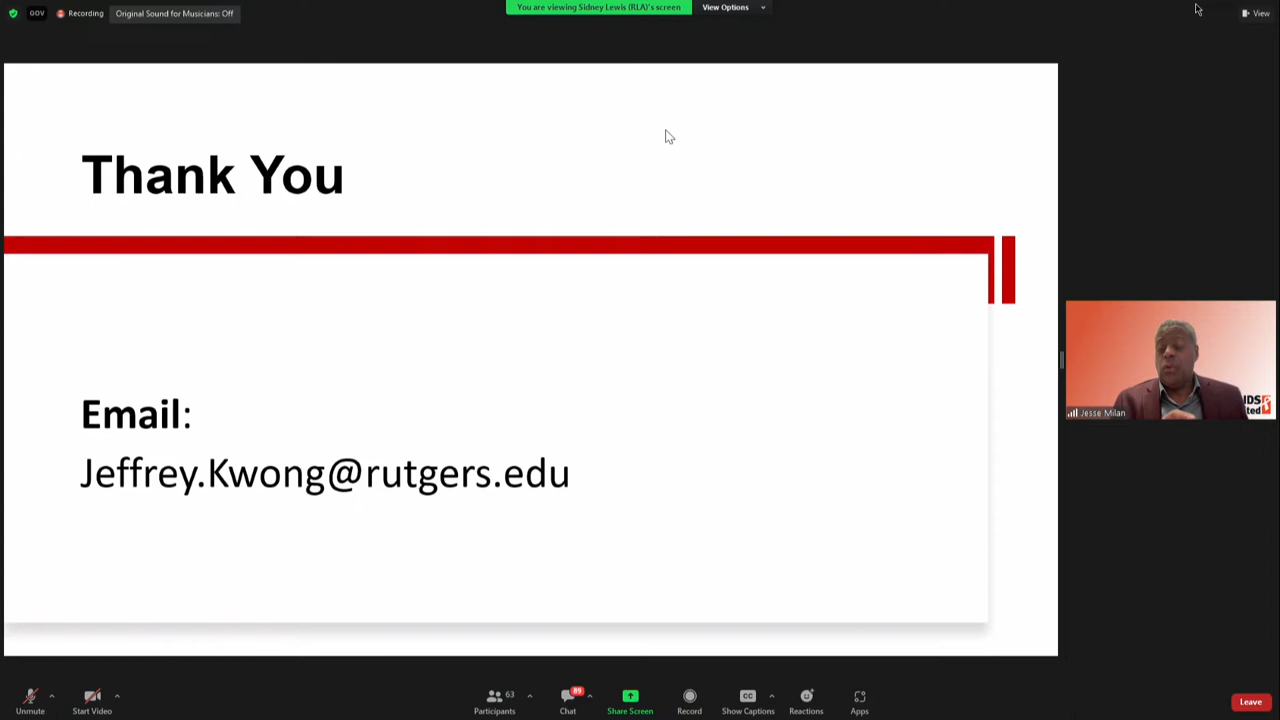 GOV
Recording
Original Sound for Musicians: Off
You are viewing Sidney Lewis (RLA)'s screen
View Options
View
Thank You
Email:
Jeffrey.Kwong@rutgers.edu
Jesse Milan
Unmute
Start Video
63
Participants
89
Chat
Share Screen
Record
CC
Show Captions
Reactions
Apps
Leave